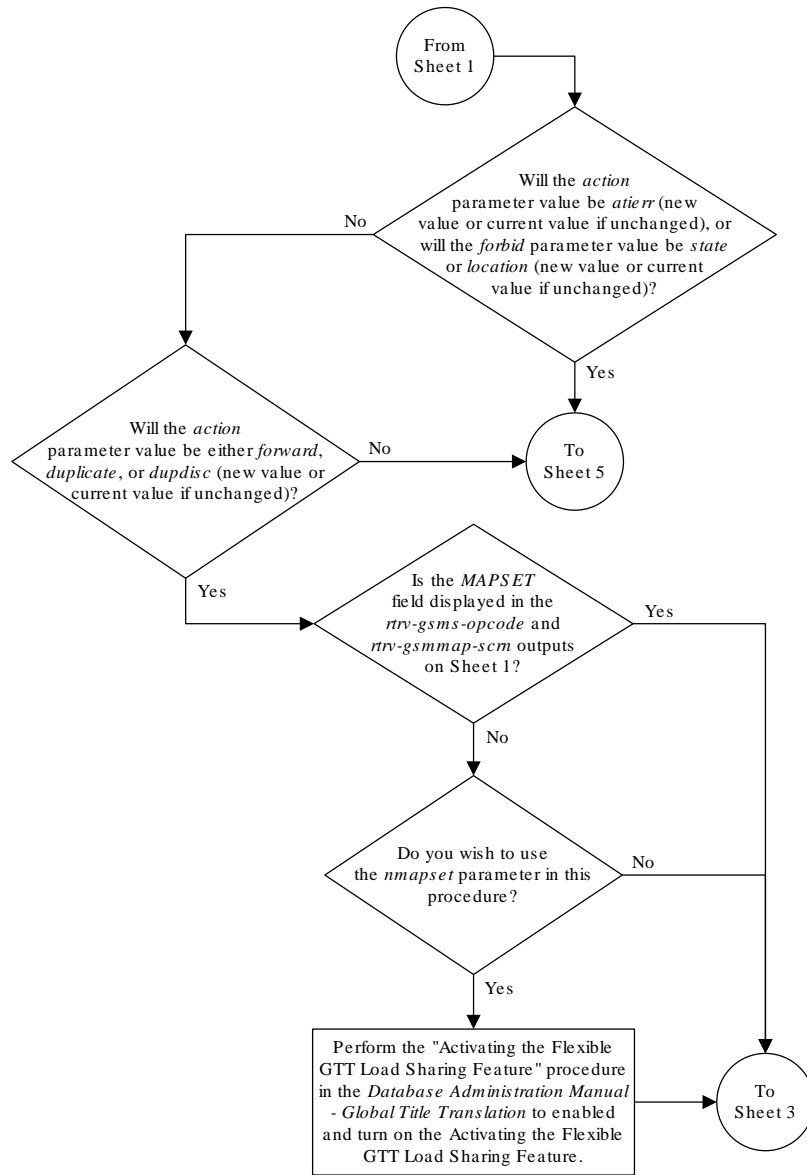 From
Sheet 1
Will the action
parameter value be atierr (new
value or current value if unchanged), or
will the forbid parameter value be state
or location (new value or current
value if unchanged)?
No
Yes
Will the action
parameter value be either forward,
duplicate, or dupdisc (new value or
current value if unchanged)?
No
To
Sheet 5
Yes
Is the MAPSET
field displayed in the
rtrv-gsms-opcode and
rtrv-gsmmap-scrn outputs
on Sheet 1?
Yes
No
Do you wish to use
the nmapset parameter in this
procedure?
No
Yes
Perform the "Activating the Flexible
GTT Load Sharing Feature" procedure
in the Database Administration Manual
- Global Title Translation to enabled
and turn on the Activating the Flexible
GTT Load Sharing Feature.
To
Sheet 3